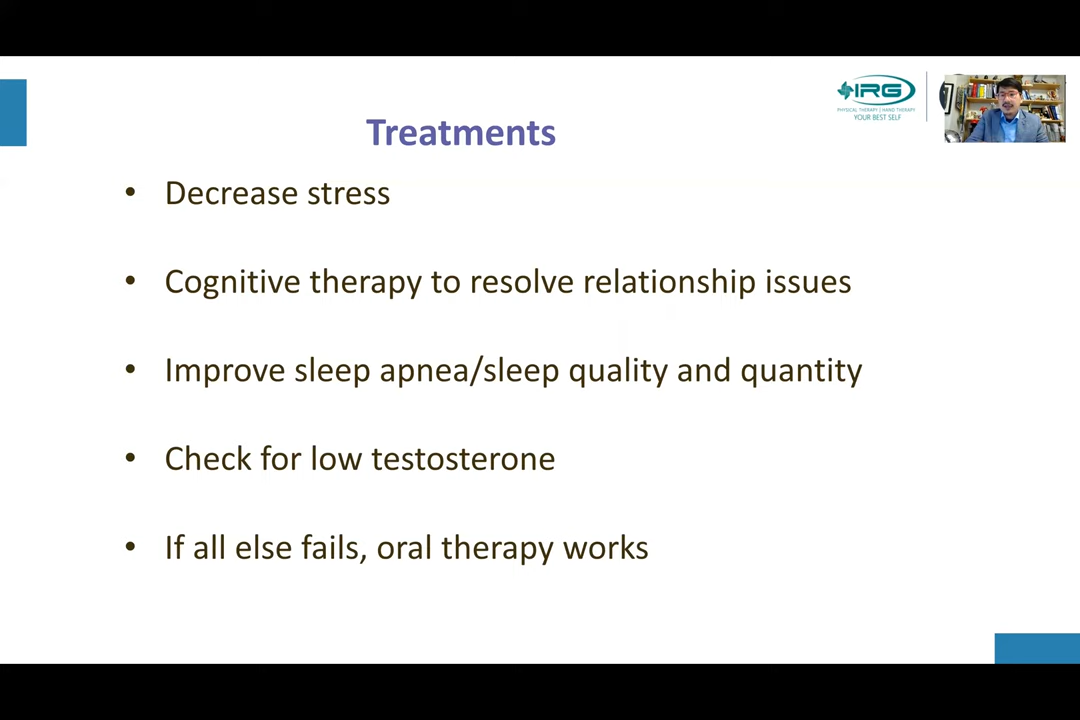 IRG
PHYSICAL THERAPY | HAND THERAPY
YOUR BEST SELF
Treatments
• Decrease stress
• Cognitive therapy to resolve relationship issues
• Improve sleep apnea/sleep quality and quantity
• Check for low testosterone
• If all else fails, oral therapy works